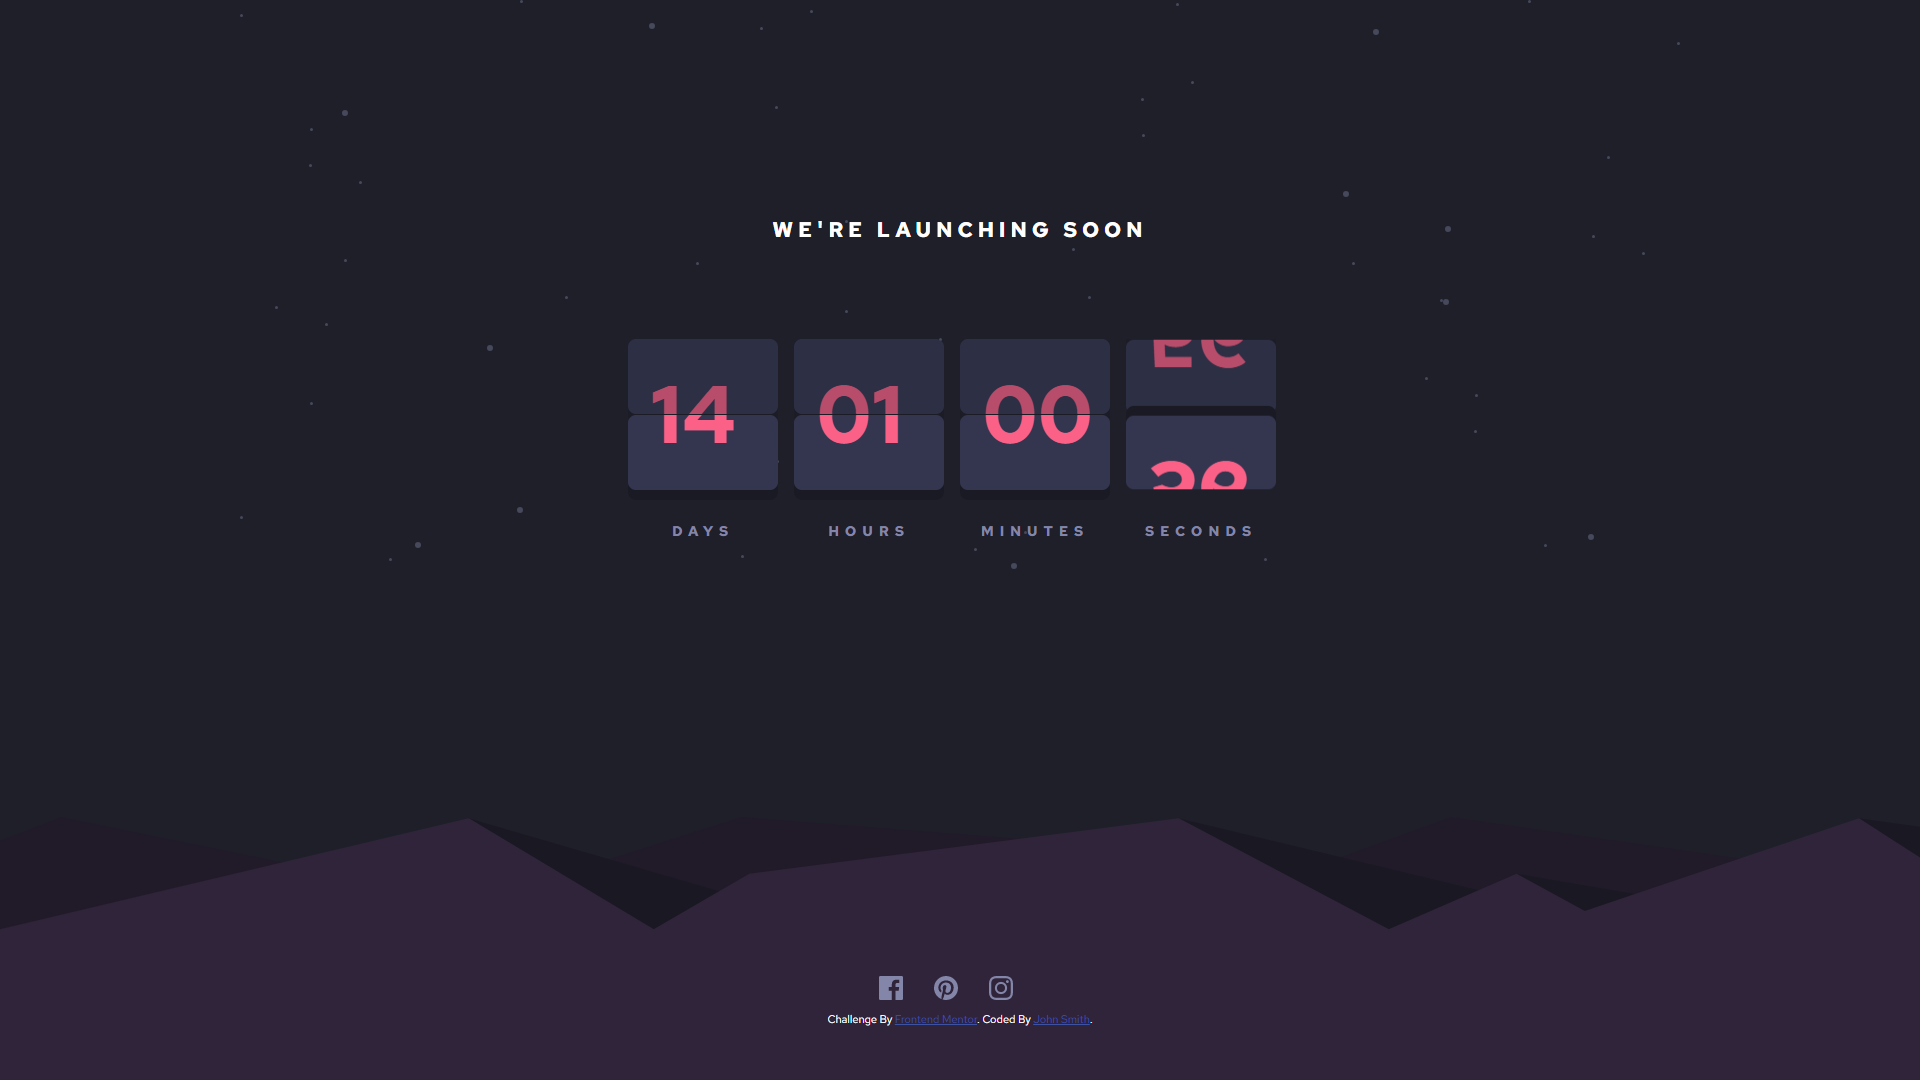 WE'RE LAUNCHING SOON
14 01 00
DAYS HOURS MINUTES SECONDS
Challenge By Frontend Mentor. Coded By John Smith.